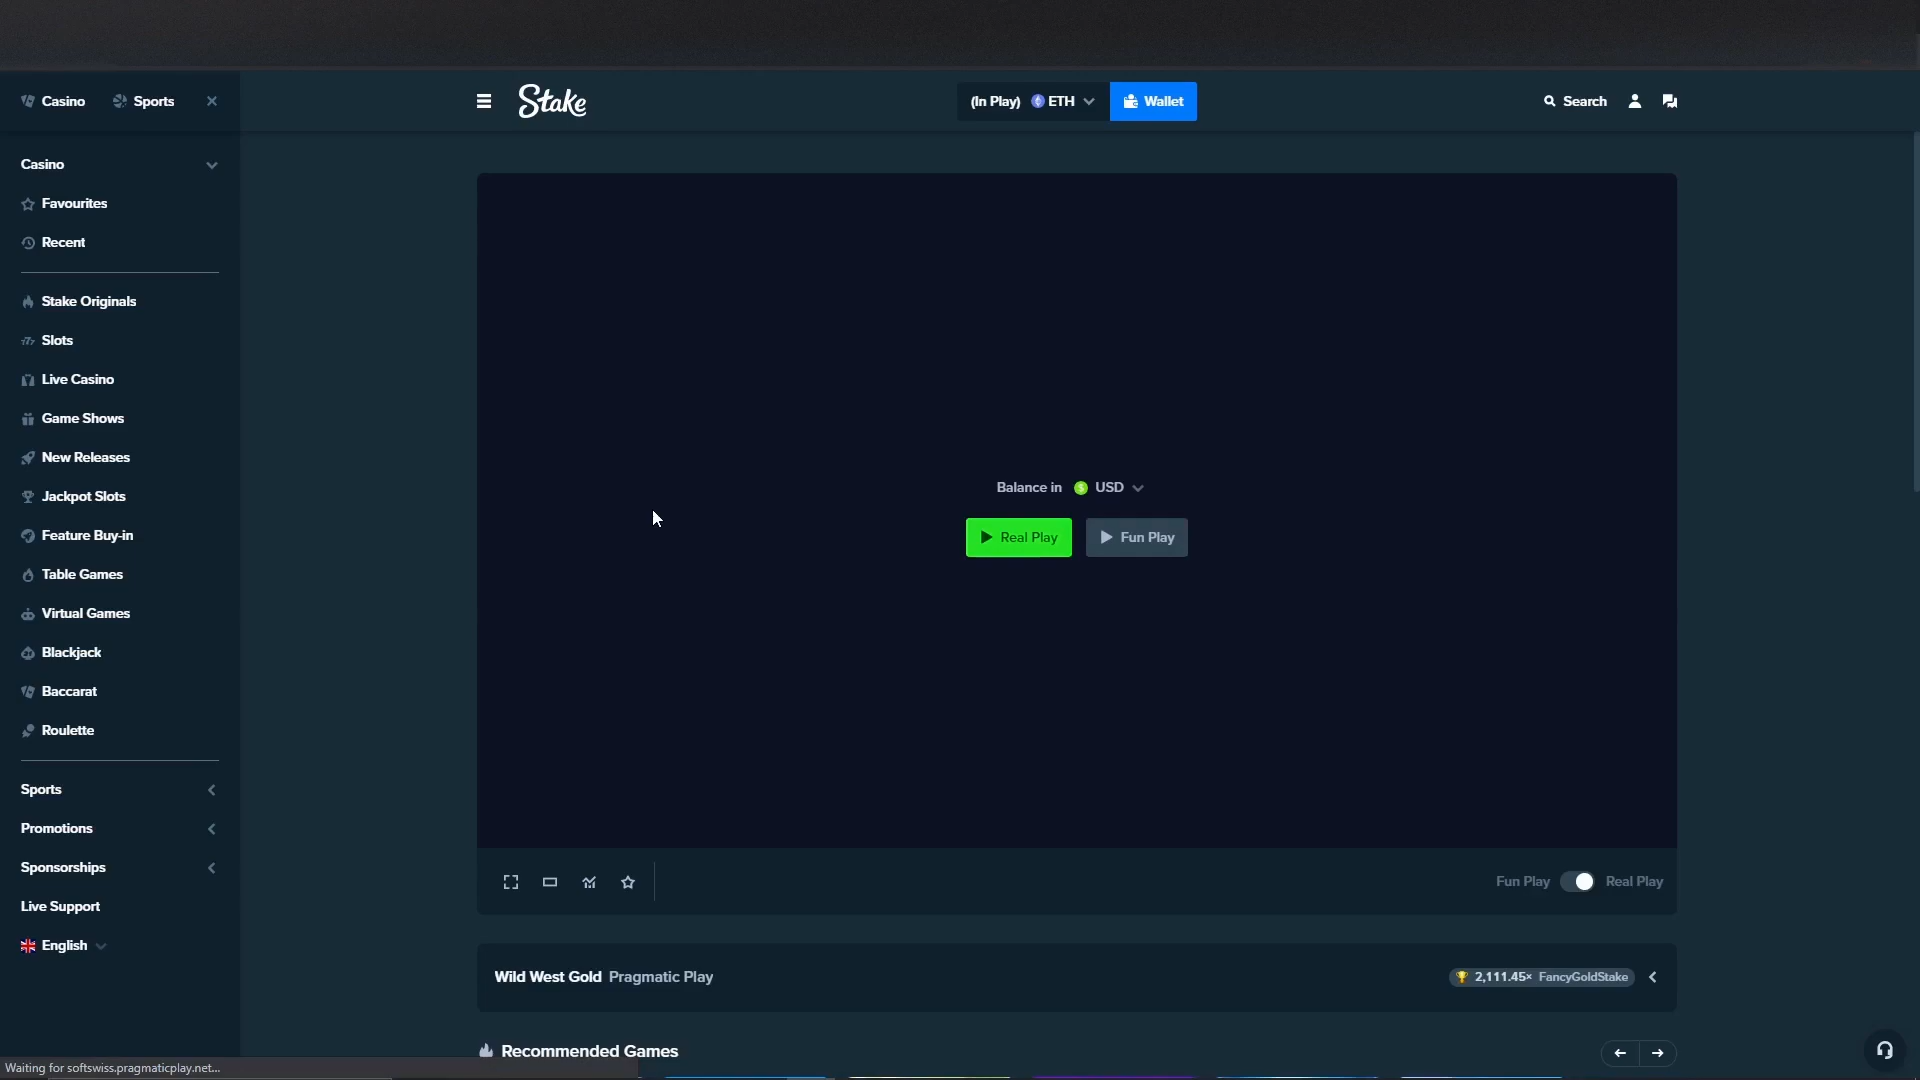 Casino
Sports
Stake
(In Play) ETH
Wallet
Search
Casino
Favourites
Recent
Stake Originals
Slots
Live Casino
Game Shows
New Releases
Jackpot Slots
Feature Buy-in
Table Games
Virtual Games
Blackjack
Baccarat
Roulette
Sports
Promotions
Sponsorships
Live Support
English
Balance in USD
Real Play
Fun Play
Fun Play
Real Play
Wild West Gold Pragmatic Play
2,111.45× FancyGoldStake
Recommended Games
Waiting for softswiss.pragmaticplay.net...